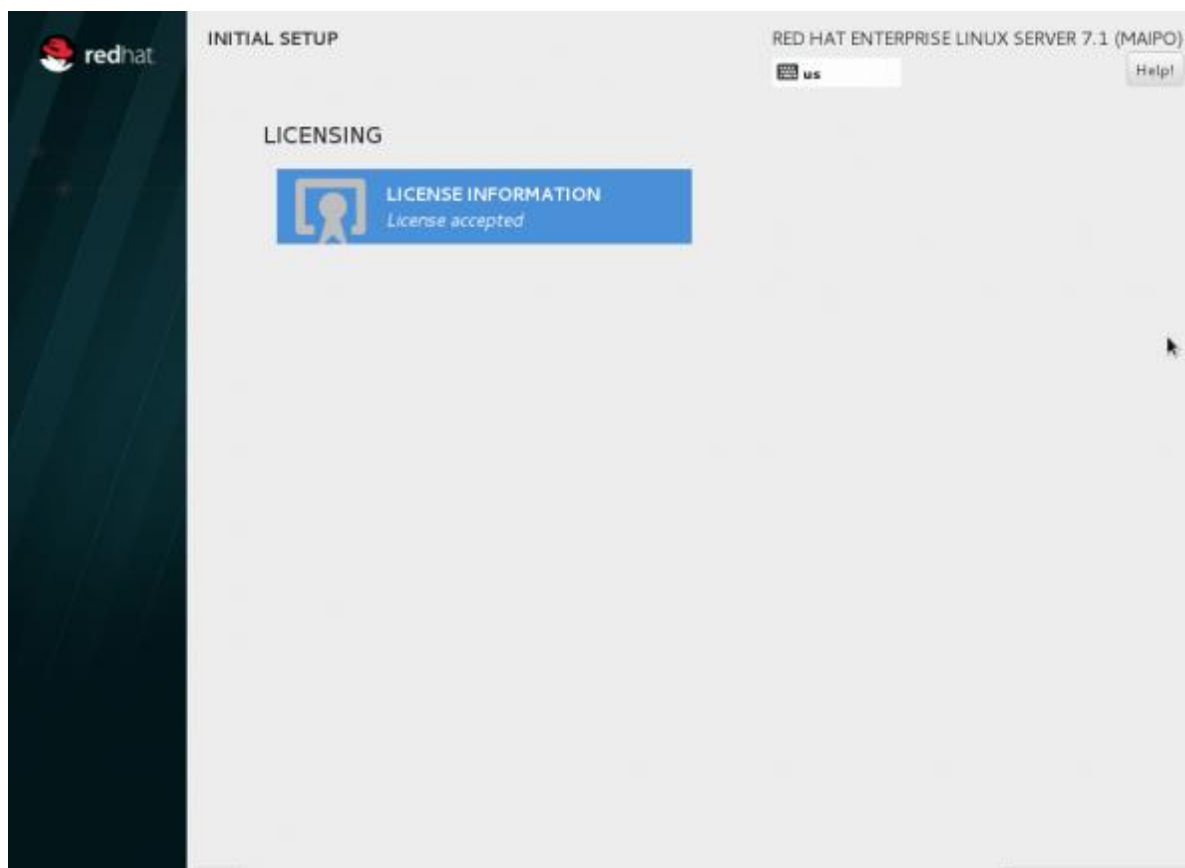 redhat
INITIAL SETUP
RED HAT ENTERPRISE LINUX SERVER 7.1 (MAIPO)
us
Help!
LICENSING
LICENSE INFORMATION
License accepted